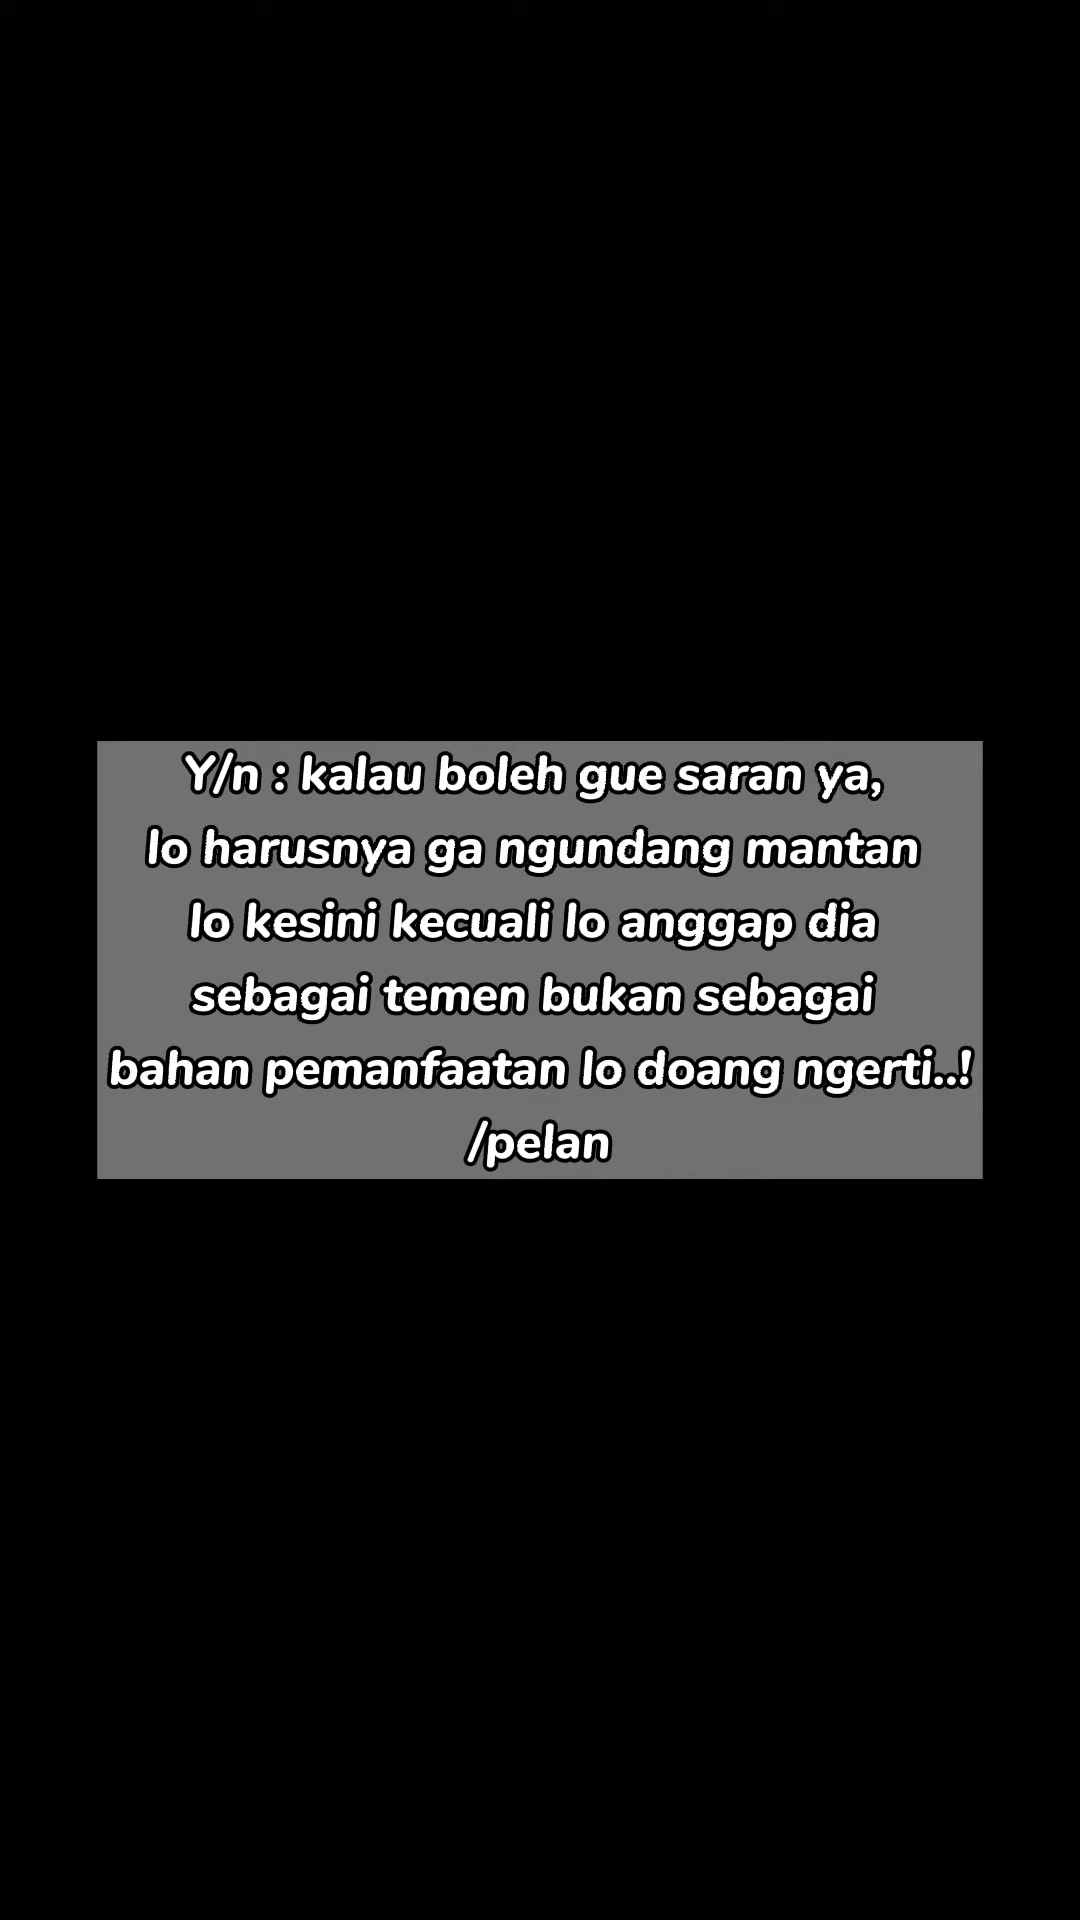 Y/n : kalau boleh gue saran ya,
lo harusnya ga ngundang mantan
lo kesini kecuali lo anggap dia
sebagai temen bukan sebagai
bahan pemanfaatan lo doang ngerti..!
/pelan